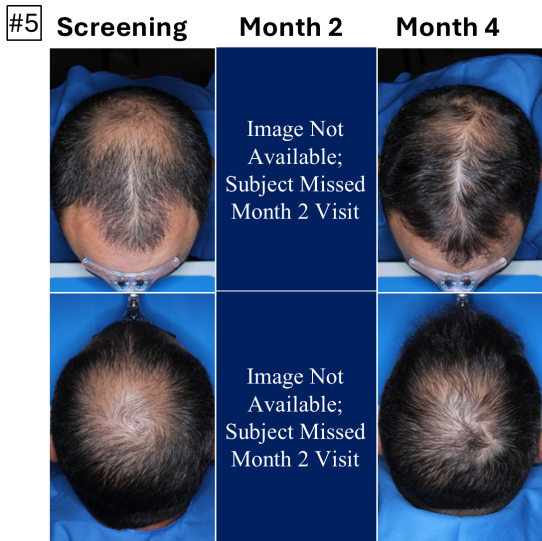 #5 Screening Month 2 Month 4
Image Not
Available;
Subject Missed
Month 2 Visit
Image Not
Available;
Subject Missed
Month 2 Visit